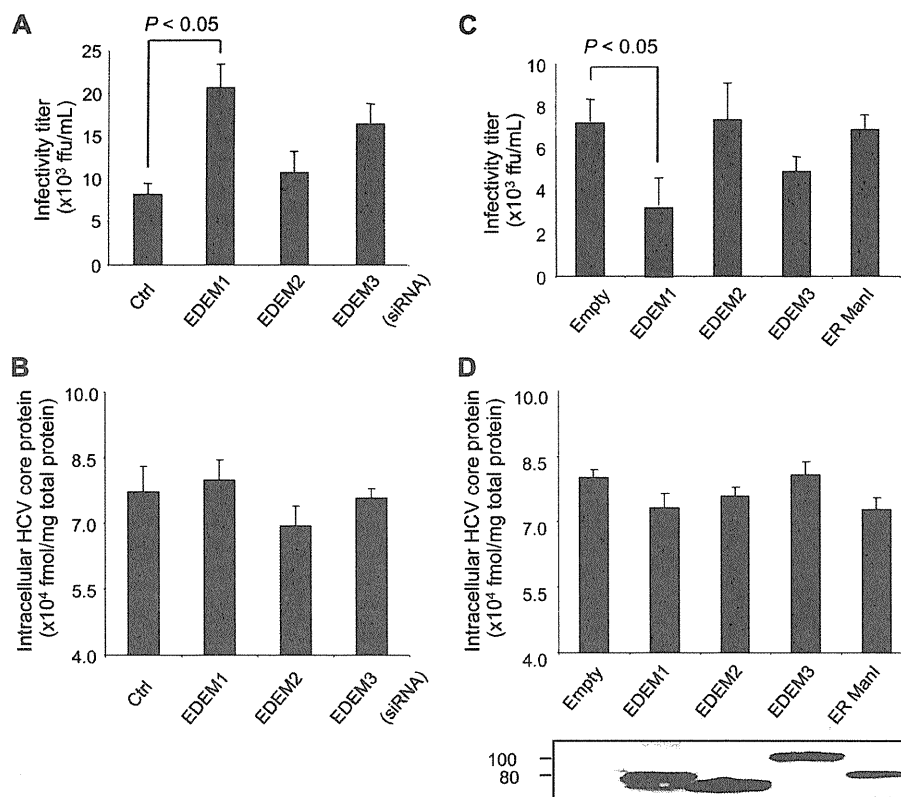 A
P < 0.05
Infectivity titer
(x10³ ffu/mL)
25
20
15
10
5
0
Ctrl
EDEM1
EDEM2
EDEM3
(siRNA)
C
P < 0.05
Infectivity titer
(x10³ ffu/mL)
10
8
6
4
2
0
Empty
EDEM1
EDEM2
EDEM3
ER ManI
B
Intracellular HCV core protein
(x10⁴ fmol/mg total protein)
10.0
8.5
7.0
5.5
4.0
Ctrl
EDEM1
EDEM2
EDEM3
(siRNA)
D
Intracellular HCV core protein
(x10⁴ fmol/mg total protein)
10.0
8.5
7.0
5.5
4.0
Empty
EDEM1
EDEM2
EDEM3
ER ManI
100
80